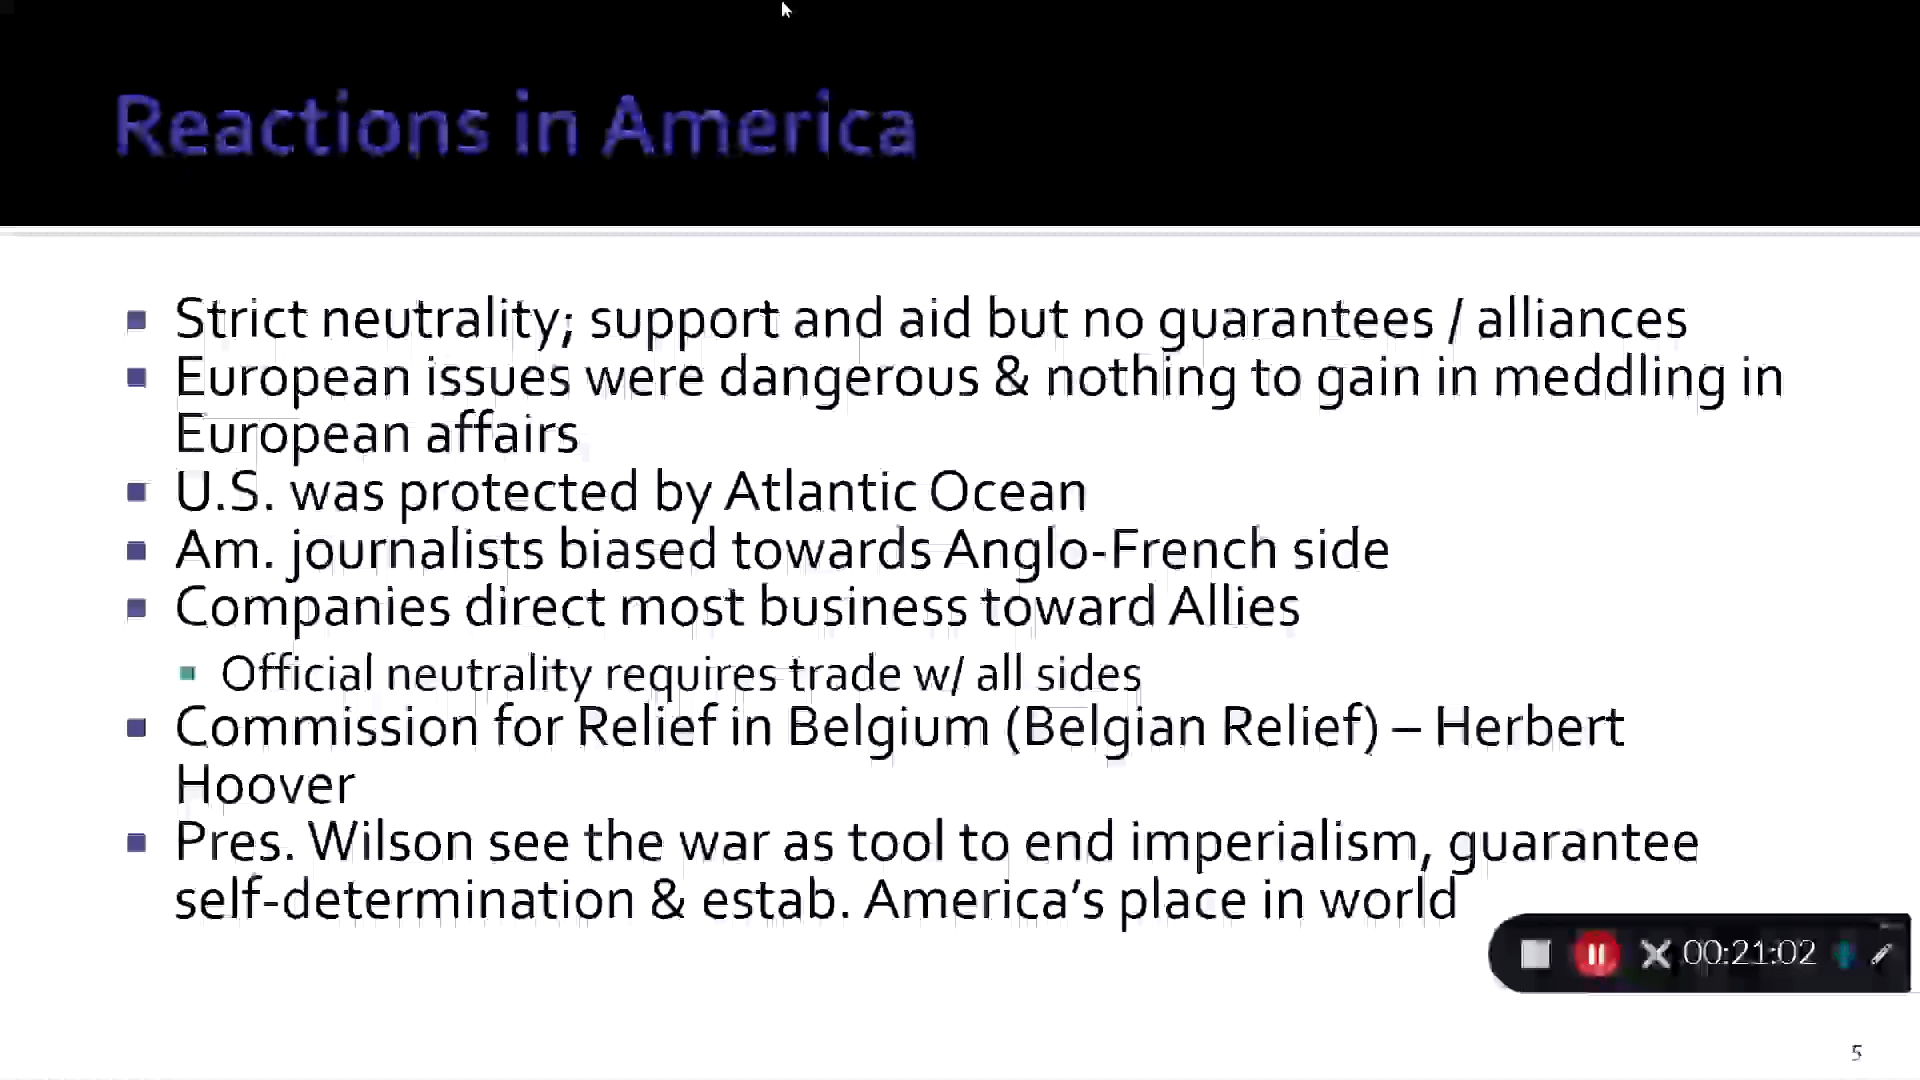 Reactions in America
Strict neutrality; support and aid but no guarantees / alliances
European issues were dangerous & nothing to gain in meddling in
European affairs
U.S. was protected by Atlantic Ocean
Am. journalists biased towards Anglo-French side
Companies direct most business toward Allies
Official neutrality requires trade w/ all sides
Commission for Relief in Belgium (Belgian Relief) – Herbert
Hoover
Pres. Wilson see the war as tool to end imperialism, guarantee
self-determination & estab. America’s place in world
00:21:02
5